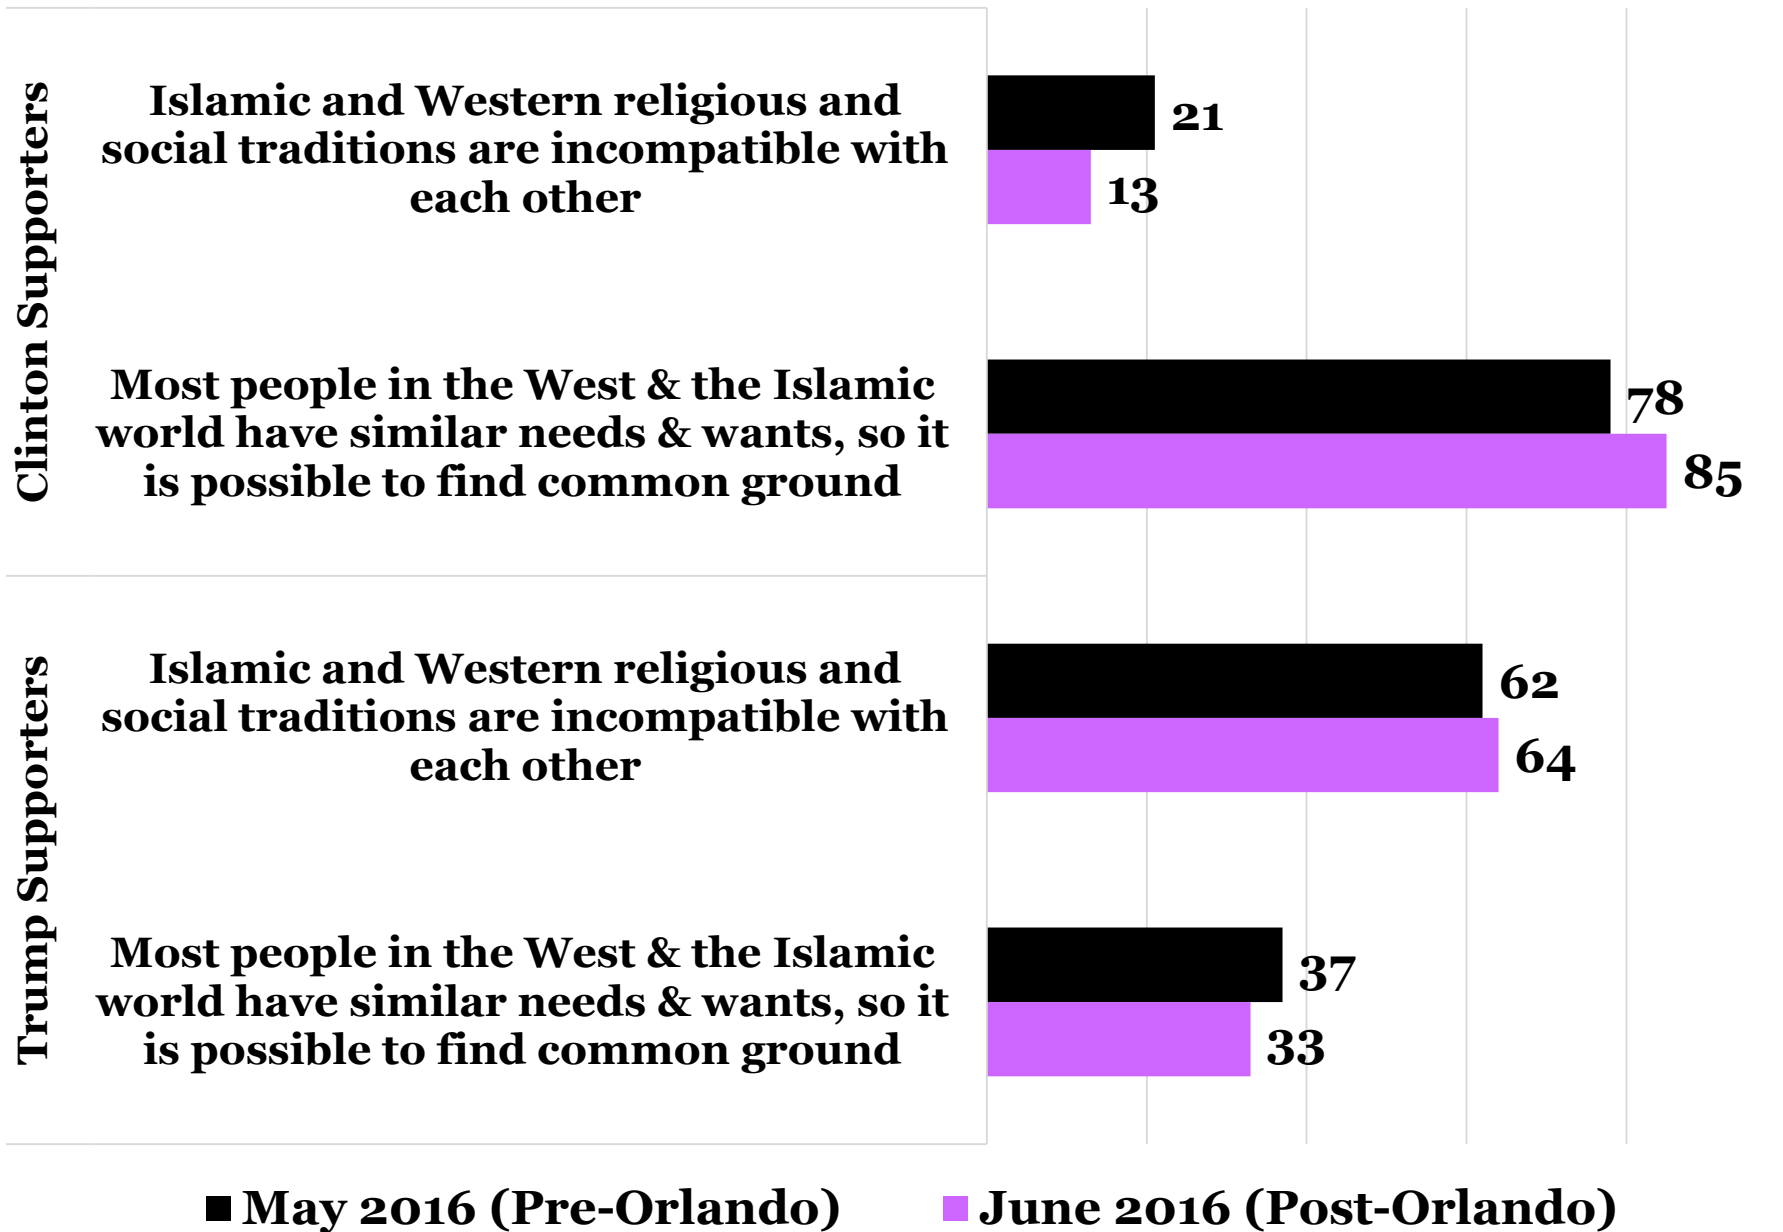 Clinton Supporters
Islamic and Western religious and
social traditions are incompatible with
each other
21
13
Most people in the West & the Islamic
world have similar needs & wants, so it
is possible to find common ground
78
85
Trump Supporters
Islamic and Western religious and
social traditions are incompatible with
each other
62
64
Most people in the West & the Islamic
world have similar needs & wants, so it
is possible to find common ground
37
33
May 2016 (Pre-Orlando)
June 2016 (Post-Orlando)